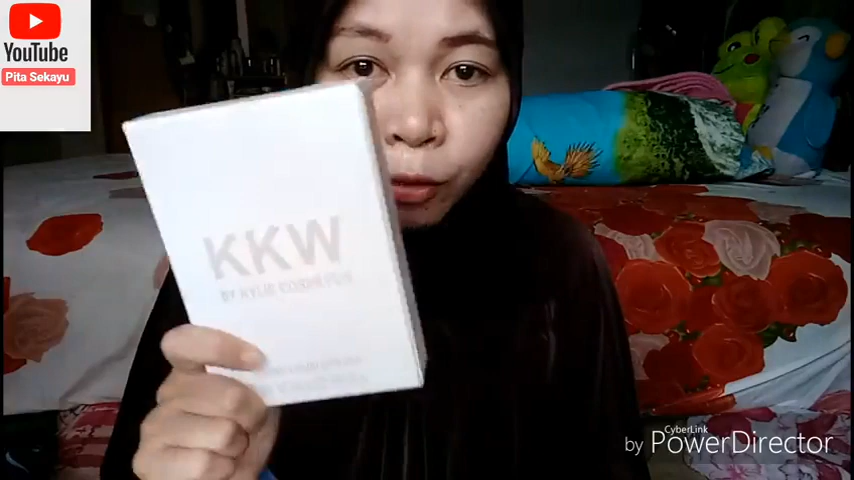 YouTube
Pita Sekayu
KKW
BY KYLIE COSMETICS
by CyberLink
PowerDirector